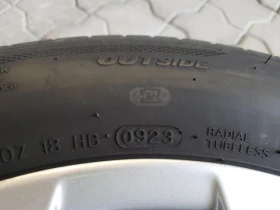 OUTSIDE
07 18 HB
0923
RADIAL
TUBELESS